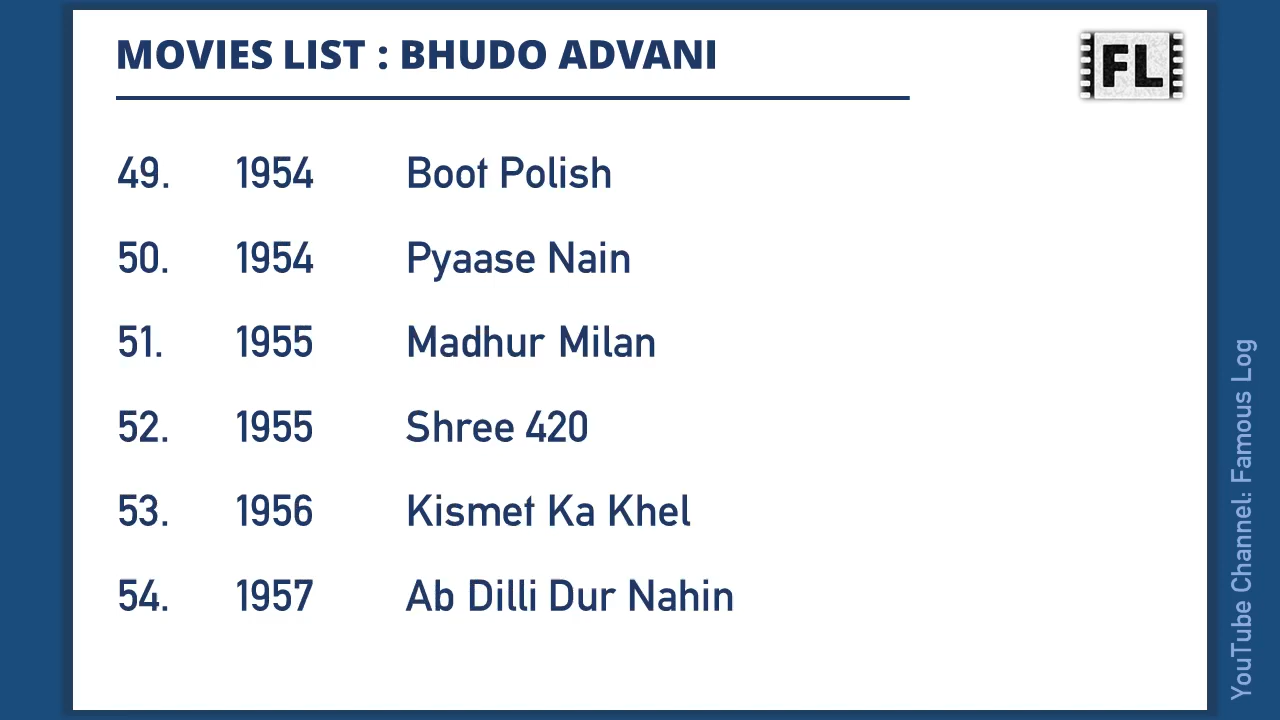 MOVIES LIST : BHUDO ADVANI
FL
49. 1954 Boot Polish
50. 1954 Pyaase Nain
51. 1955 Madhur Milan
52. 1955 Shree 420
53. 1956 Kismet Ka Khel
54. 1957 Ab Dilli Dur Nahin
YouTube Channel: Famous Log